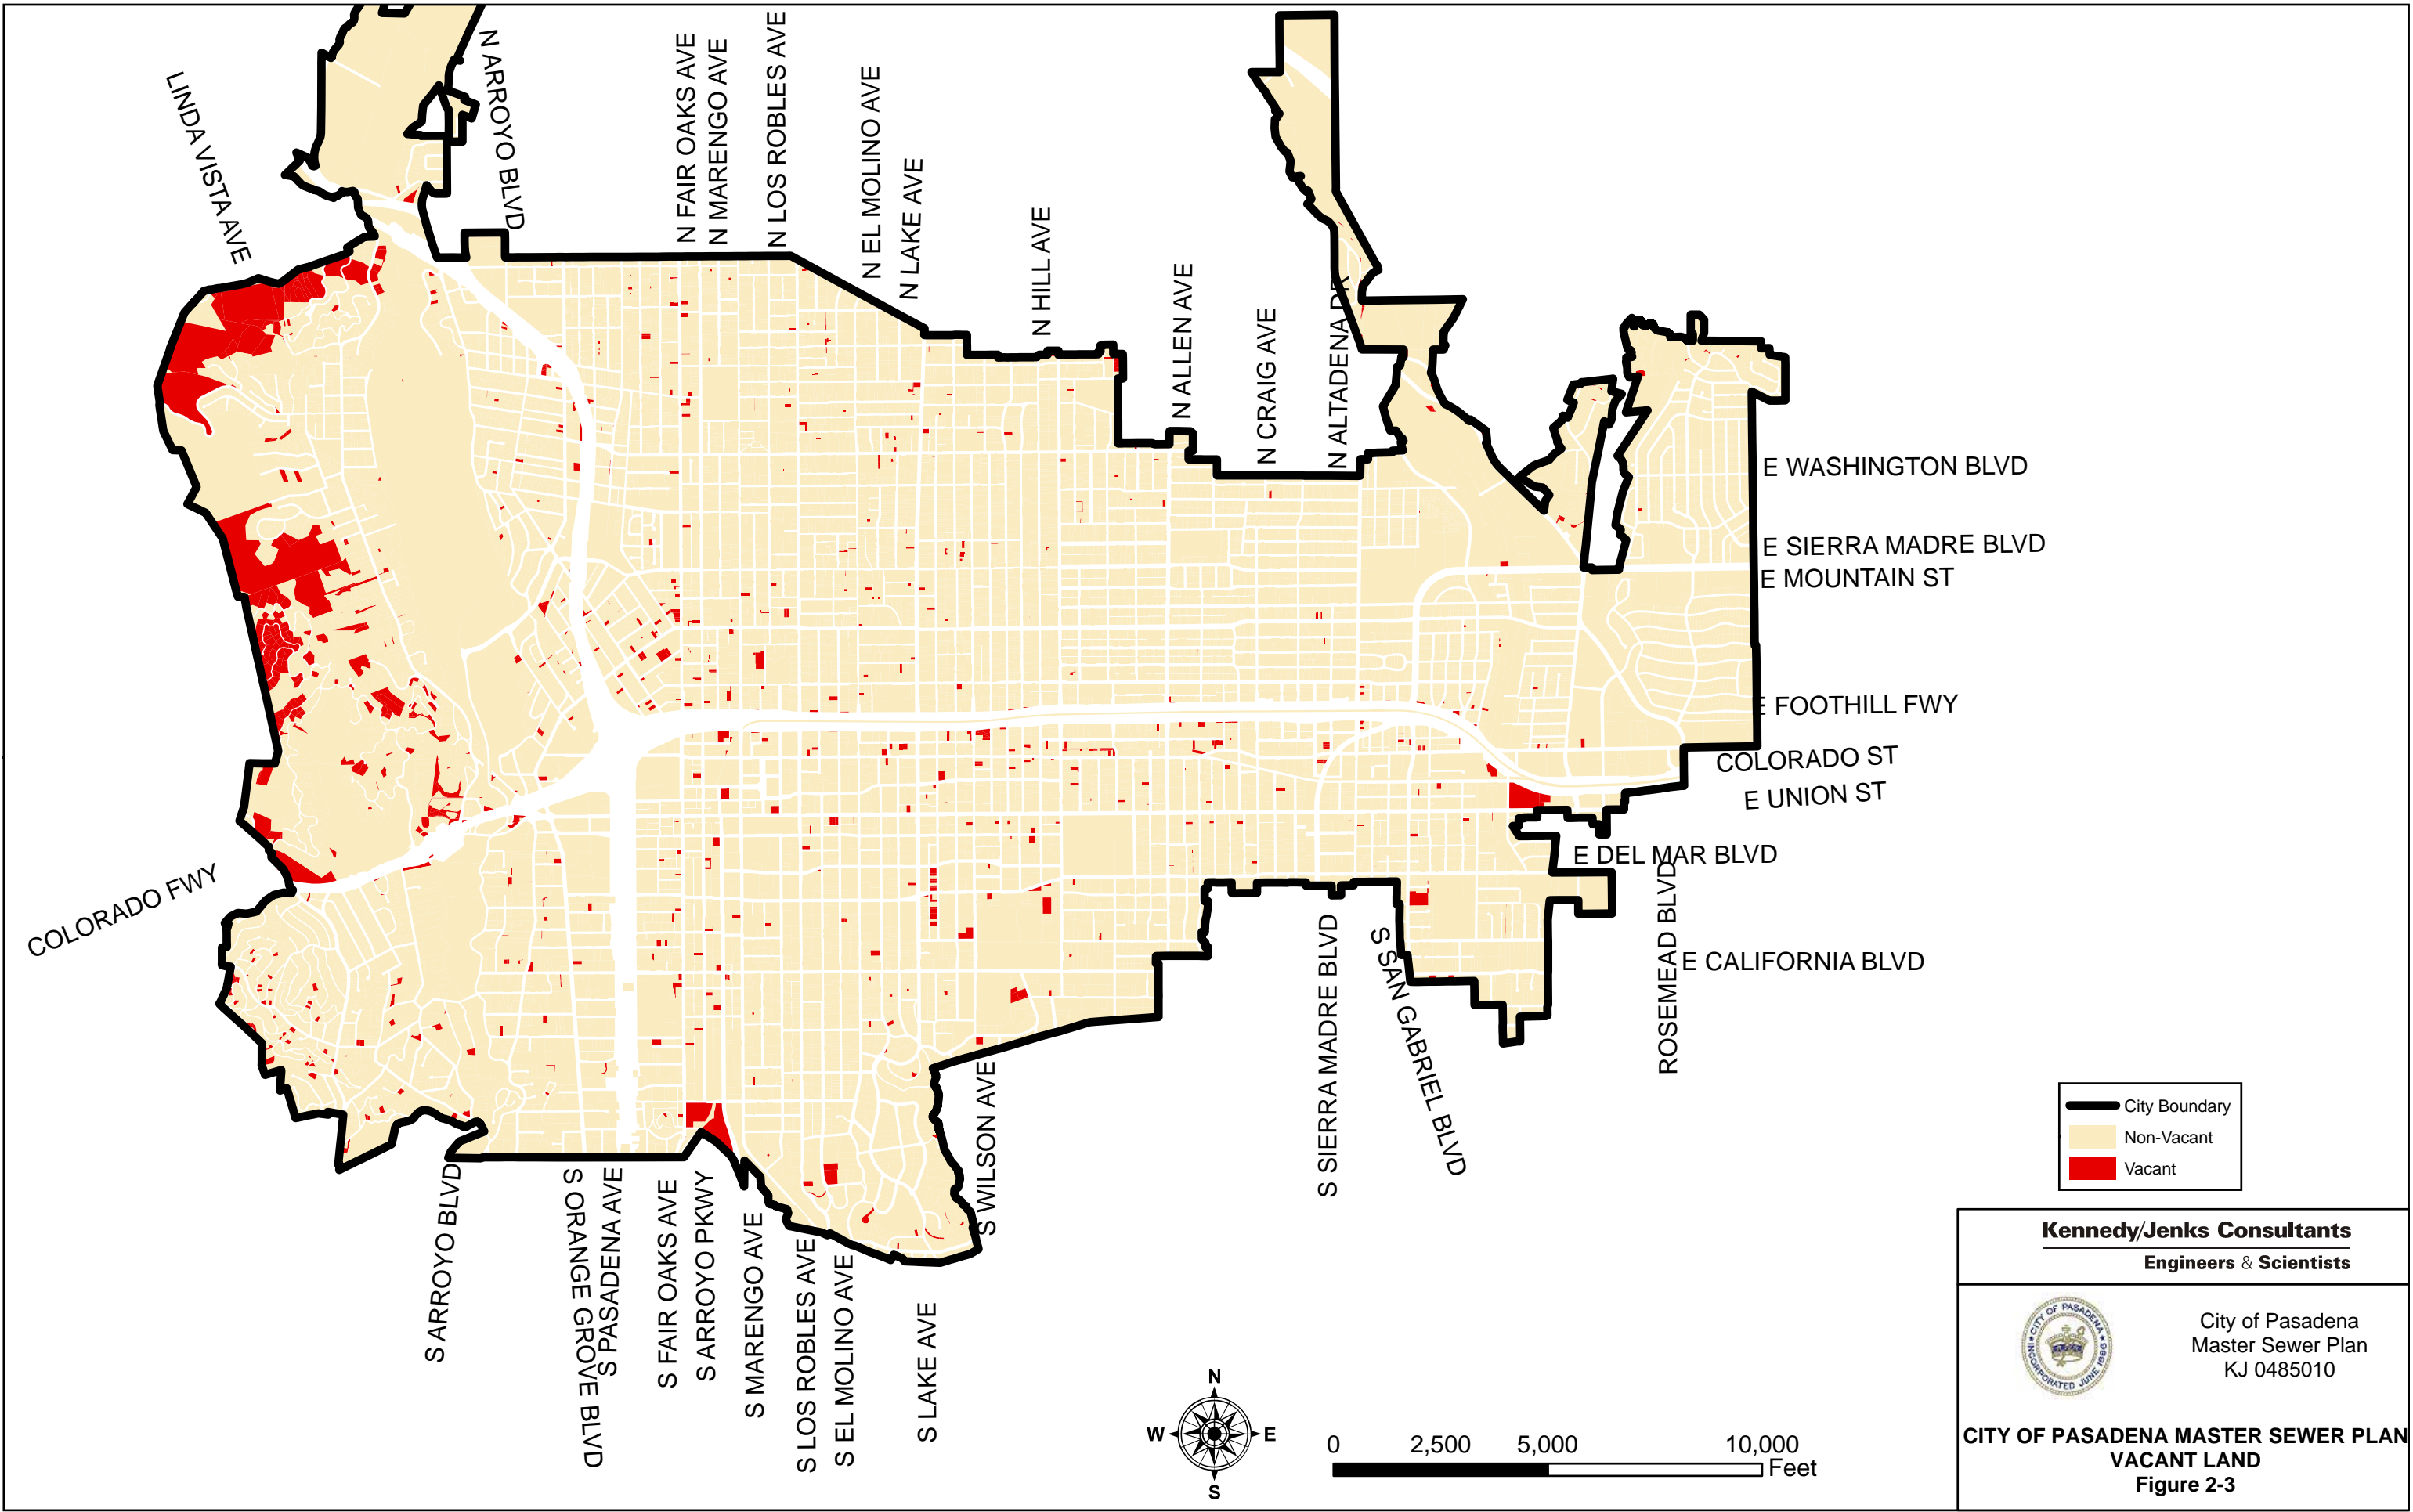 LINDA VISTA AVE
N ARROYO BLVD
N FAIR OAKS AVE
N MARENGO AVE
N LOS ROBLES AVE
N EL MOLINO AVE
N LAKE AVE
N HILL AVE
N ALLEN AVE
N CRAIG AVE
N ALTADENA DR
E WASHINGTON BLVD
E SIERRA MADRE BLVD
E MOUNTAIN ST
E FOOTHILL FWY
COLORADO ST
E UNION ST
E DEL MAR BLVD
ROSEMEAD BLVD
E CALIFORNIA BLVD
COLORADO FWY
S ARROYO BLVD
S ORANGE GROVE BLVD
S PASADENA AVE
S FAIR OAKS AVE
S ARROYO PKWY
S MARENGO AVE
S LOS ROBLES AVE
S EL MOLINO AVE
S LAKE AVE
S WILSON AVE
S SIERRA MADRE BLVD
S SAN GABRIEL BLVD
City Boundary
Non-Vacant
Vacant
Kennedy/Jenks Consultants
Engineers & Scientists
CITY OF PASADENA
INCORPORATED JUNE 1886
City of Pasadena
Master Sewer Plan
KJ 0485010
CITY OF PASADENA MASTER SEWER PLAN
VACANT LAND
Figure 2-3
N
W
E
S
0 2,500 5,000 10,000
Feet